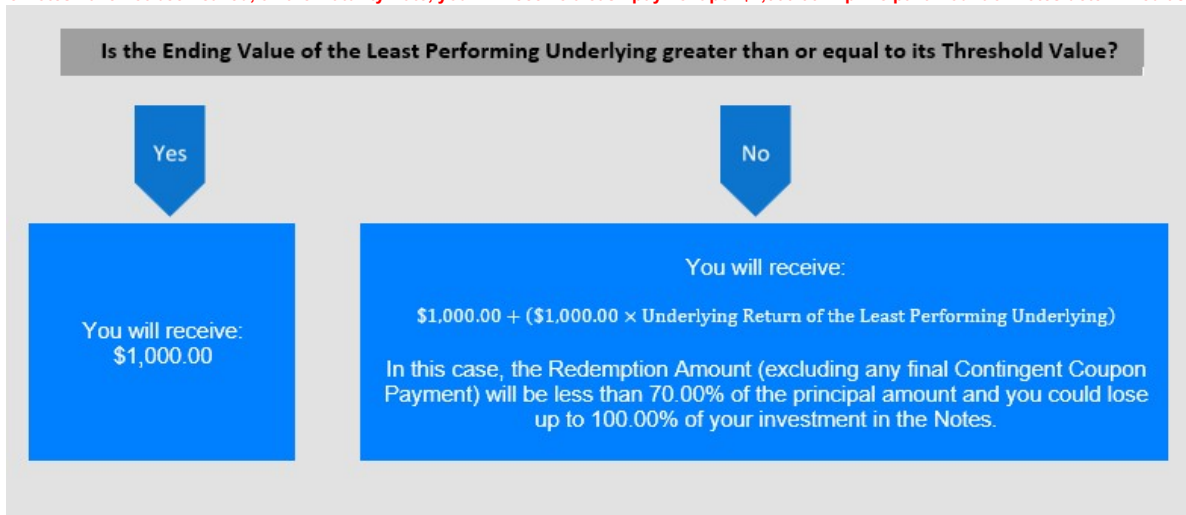 Is the Ending Value of the Least Performing Underlying greater than or equal to its Threshold Value?
Yes
No
You will receive:
$1,000.00
You will receive:
$1,000.00 + ($1,000.00 × Underlying Return of the Least Performing Underlying)
In this case, the Redemption Amount (excluding any final Contingent Coupon
Payment) will be less than 70.00% of the principal amount and you could lose
up to 100.00% of your investment in the Notes.